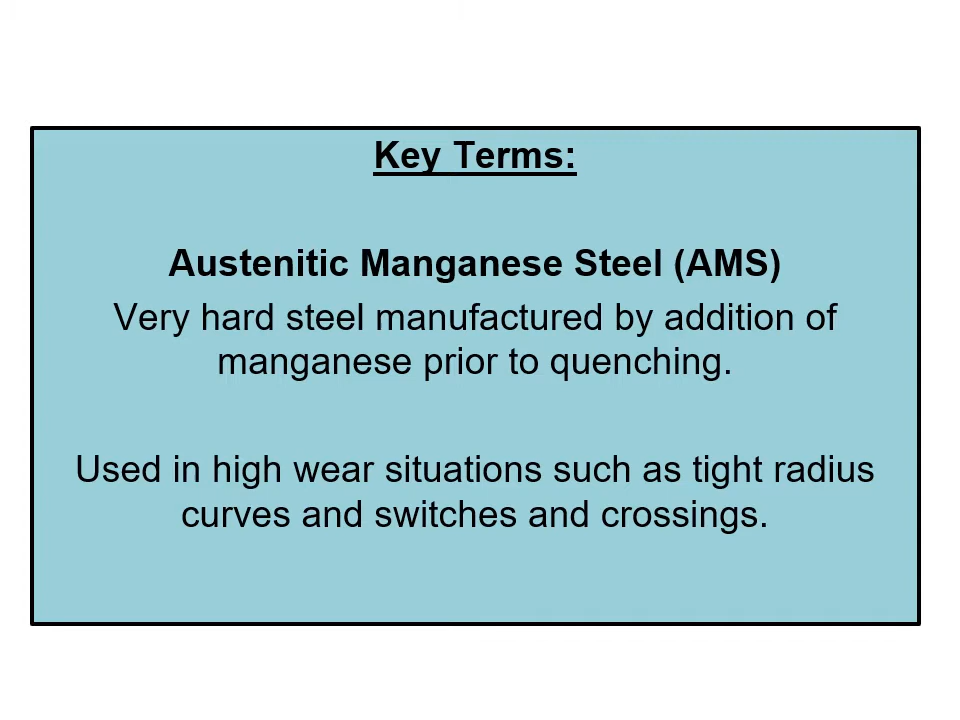 Key Terms:
Austenitic Manganese Steel (AMS)
Very hard steel manufactured by addition of
manganese prior to quenching.
Used in high wear situations such as tight radius
curves and switches and crossings.